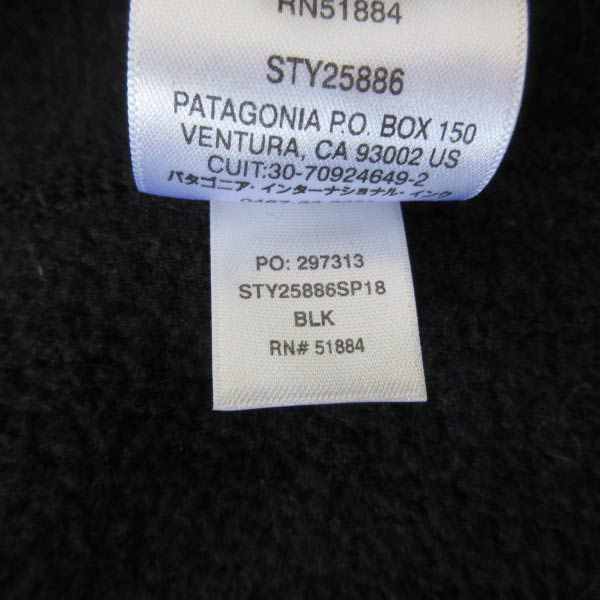 RN51884
STY25886
PATAGONIA P.O. BOX 150
VENTURA, CA 93002 US
CUIT:30-70924649-2
パタゴニア・インターナショナル・インク
PO: 297313
STY25886SP18
BLK
RN# 51884